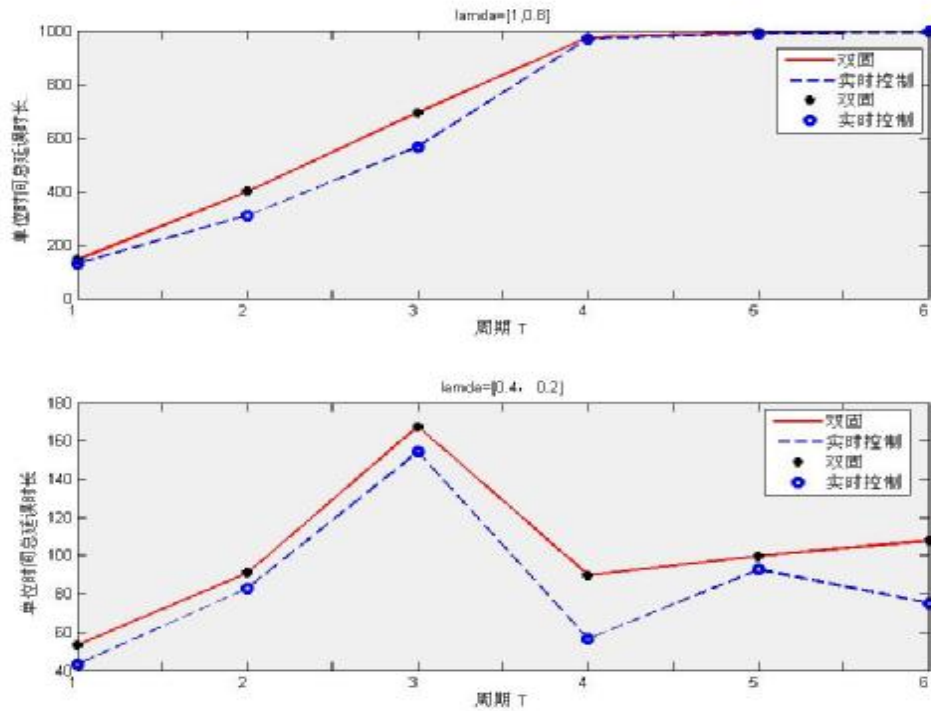 lamda=[1,0.8]
1000
800
600
400
200
0
单位时间总延误时长
双固
实时控制
双固
实时控制
1 2 3 4 5 6
周期 T
lamda=[0.4， 0.2]
180
160
140
120
100
80
60
40
单位时间总延误时长
双固
实时控制
双固
实时控制
1 2 3 4 5 6
周期 T